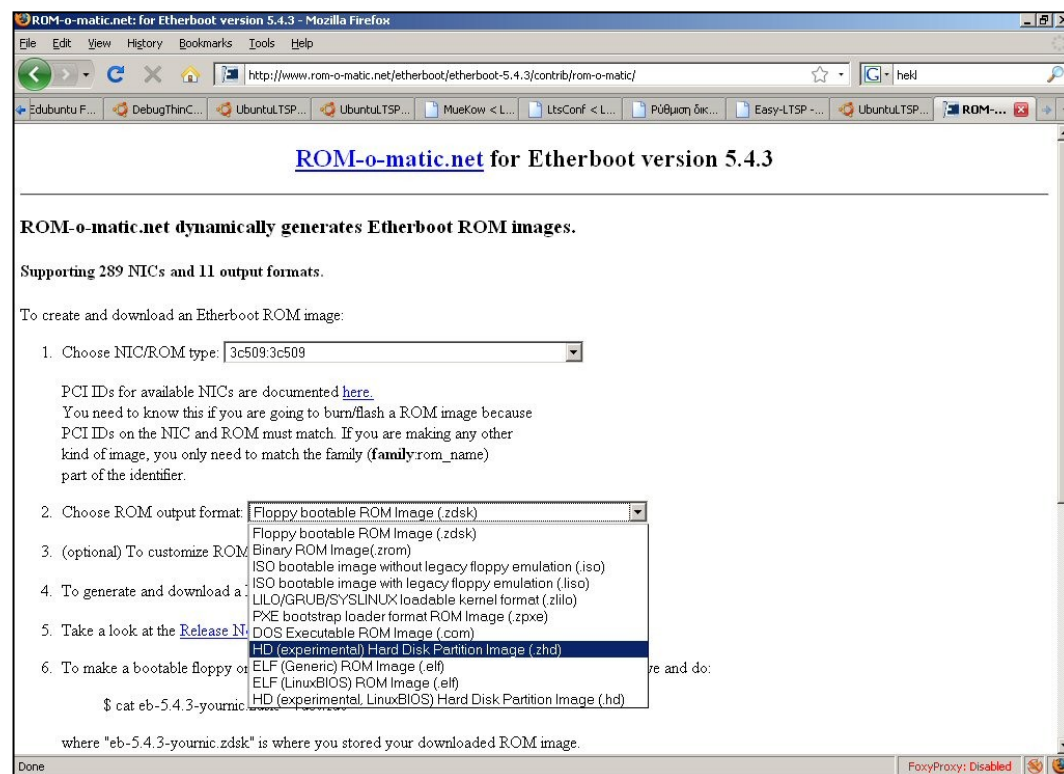 ROM-o-matic.net: for Etherboot version 5.4.3 - Mozilla Firefox
File Edit View History Bookmarks Tools Help
http://www.rom-o-matic.net/etherboot/etherboot-5.4.3/contrib/rom-o-matic/
hekl
Edubuntu F... DebugThinC... UbuntuLTSP... UbuntuLTSP... MueKow < L... LtsConf < L... Ρύθμιση δικ... Easy-LTSP -... UbuntuLTSP... ROM-...
ROM-o-matic.net for Etherboot version 5.4.3
ROM-o-matic.net dynamically generates Etherboot ROM images.
Supporting 289 NICs and 11 output formats.
To create and download an Etherboot ROM image:
1. Choose NIC/ROM type: 3c509:3c509
PCI IDs for available NICs are documented here.
You need to know this if you are going to burn/flash a ROM image because
PCI IDs on the NIC and ROM must match. If you are making any other
kind of image, you only need to match the family (family:rom_name)
part of the identifier.
2. Choose ROM output format: Floppy bootable ROM Image (.zdsk)
Floppy bootable ROM Image (.zdsk)
3. (optional) To customize ROM
Binary ROM Image(.zrom)
ISO bootable image without legacy floppy emulation (.iso)
ISO bootable image with legacy floppy emulation (.liso)
4. To generate and download a
LILO/GRUB/SYSLINUX loadable kernel format (.zlilo)
PXE bootstrap loader format ROM Image (.zpxe)
5. Take a look at the Release N
DOS Executable ROM Image (.com)
HD (experimental) Hard Disk Partition Image (.zhd)
6. To make a bootable floppy or ve and do:
ELF (Generic) ROM Image (.elf)
ELF (LinuxBIOS) ROM Image (.elf)
HD (experimental, LinuxBIOS) Hard Disk Partition Image (.hd)
$ cat eb-5.4.3-yournic
where "eb-5.4.3-yournic.zdsk" is where you stored your downloaded ROM image.
Done FoxyProxy: Disabled